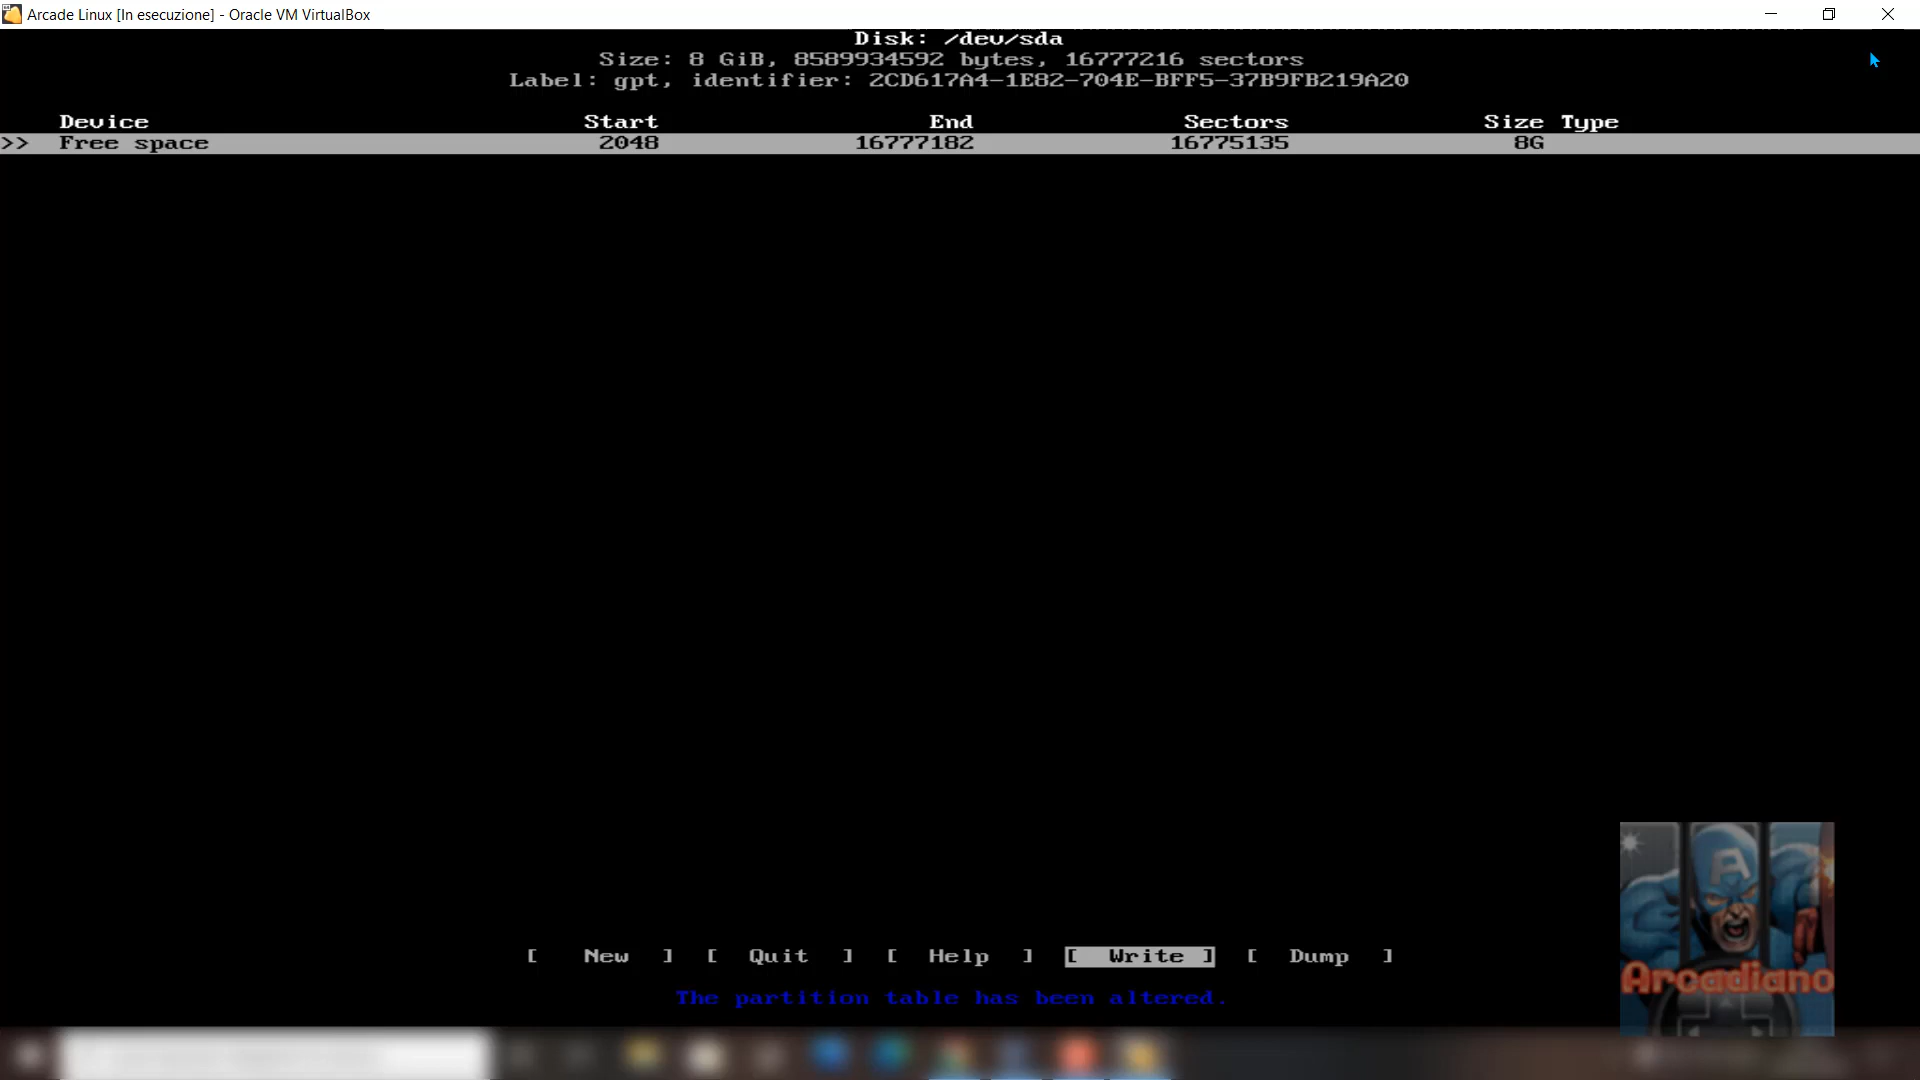 Arcade Linux [In esecuzione] - Oracle VM VirtualBox
Disk: /dev/sda
Size: 8 GiB, 8589934592 bytes, 16777216 sectors
Label: gpt, identifier: 2CD617A4-1E82-704E-BFF5-37B9FB219A20
Device Start End Sectors Size Type
>> Free space 2048 16777182 16775135 8G
[ New ] [ Quit ] [ Help ] [ Write ] [ Dump ]
The partition table has been altered.
A
Arcadiano